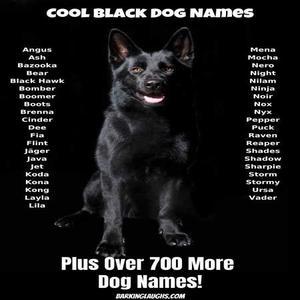 Cool Black Dog Names
Angus
Ash
Bazooka
Bear
Black Hawk
Bomber
Boomer
Boots
Brenna
Cinder
Dee
Fia
Flint
Jäger
Java
Jet
Koda
Kona
Kong
Layla
Lila
Mena
Mocha
Nero
Night
Nilam
Ninja
Noir
Nox
Nyx
Pepper
Puck
Raven
Reaper
Shades
Shadow
Sharpie
Storm
Stormy
Ursa
Vader
Plus Over 700 More
Dog Names!
BARKINGLAUGHS.COM